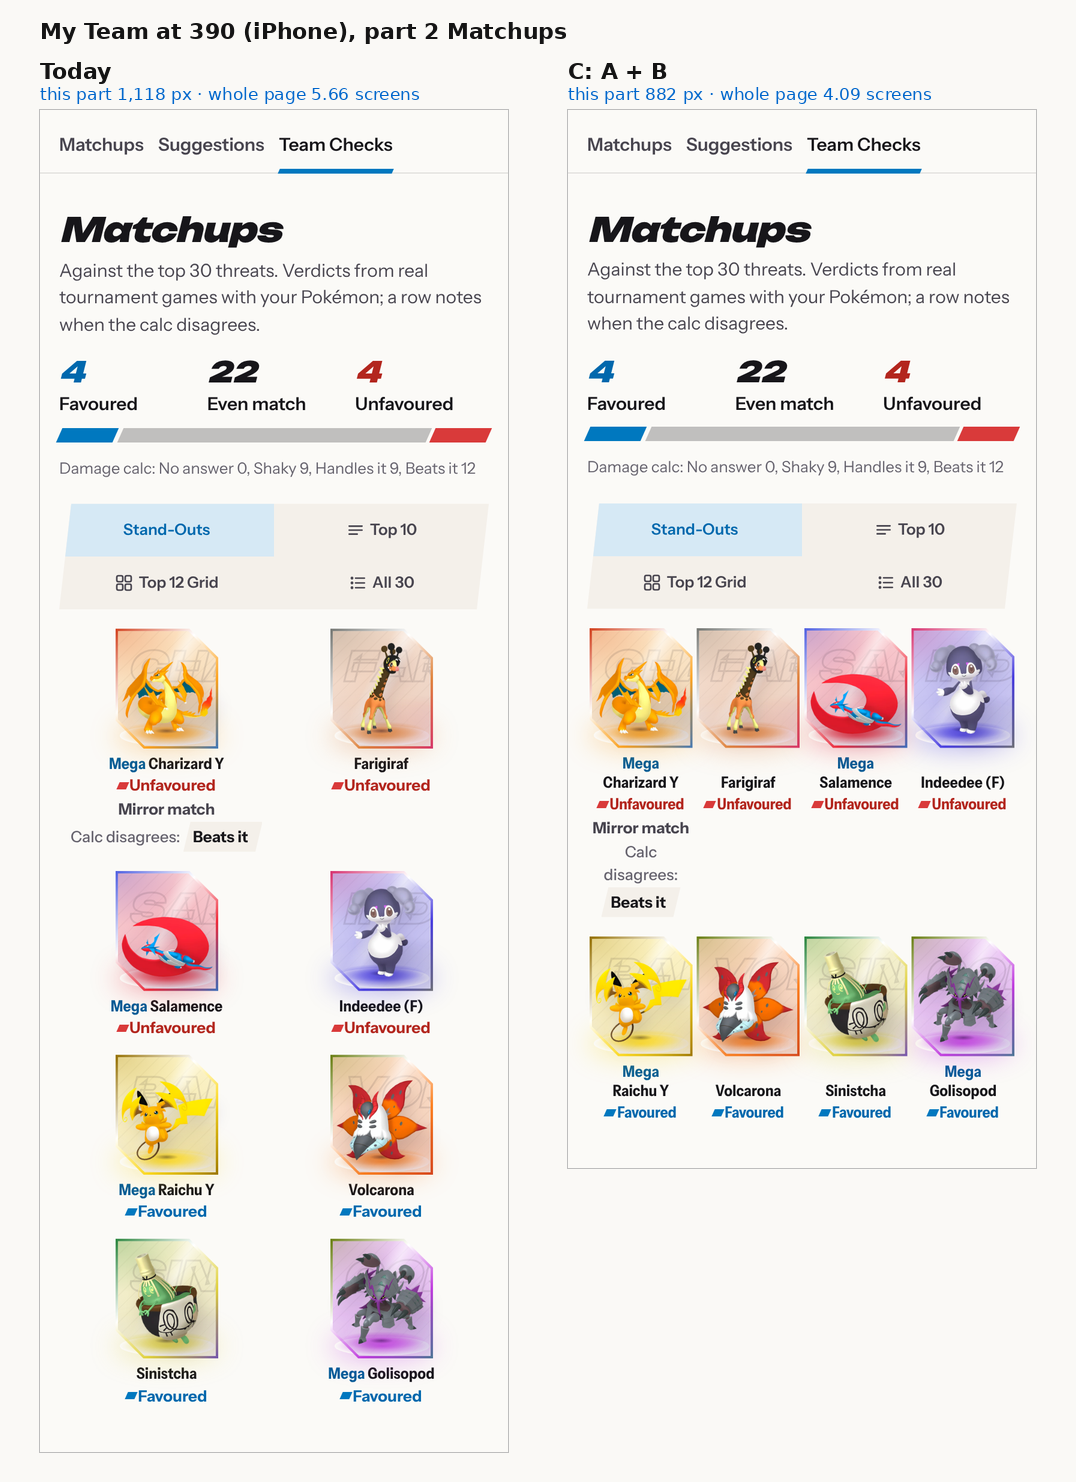 My Team at 390 (iPhone), part 2 Matchups
Today
this part 1,118 px · whole page 5.66 screens
Matchups Suggestions Team Checks
Matchups
Against the top 30 threats. Verdicts from real
tournament games with your Pokémon; a row notes
when the calc disagrees.
4 22 4
Favoured Even match Unfavoured
Damage calc: No answer 0, Shaky 9, Handles it 9, Beats it 12
Stand-Outs Top 10
Top 12 Grid All 30
Mega Charizard Y Farigiraf
Unfavoured Unfavoured
Mirror match
Calc disagrees: Beats it
Mega Salamence Indeedee (F)
Unfavoured Unfavoured
Mega Raichu Y Volcarona
Favoured Favoured
Sinistcha Mega Golisopod
Favoured Favoured
C: A + B
this part 882 px · whole page 4.09 screens
Matchups Suggestions Team Checks
Matchups
Against the top 30 threats. Verdicts from real
tournament games with your Pokémon; a row notes
when the calc disagrees.
4 22 4
Favoured Even match Unfavoured
Damage calc: No answer 0, Shaky 9, Handles it 9, Beats it 12
Stand-Outs Top 10
Top 12 Grid All 30
Mega Mega
Charizard Y Farigiraf Salamence Indeedee (F)
Unfavoured Unfavoured Unfavoured Unfavoured
Mirror match
Calc
disagrees:
Beats it
Mega Mega
Raichu Y Volcarona Sinistcha Golisopod
Favoured Favoured Favoured Favoured